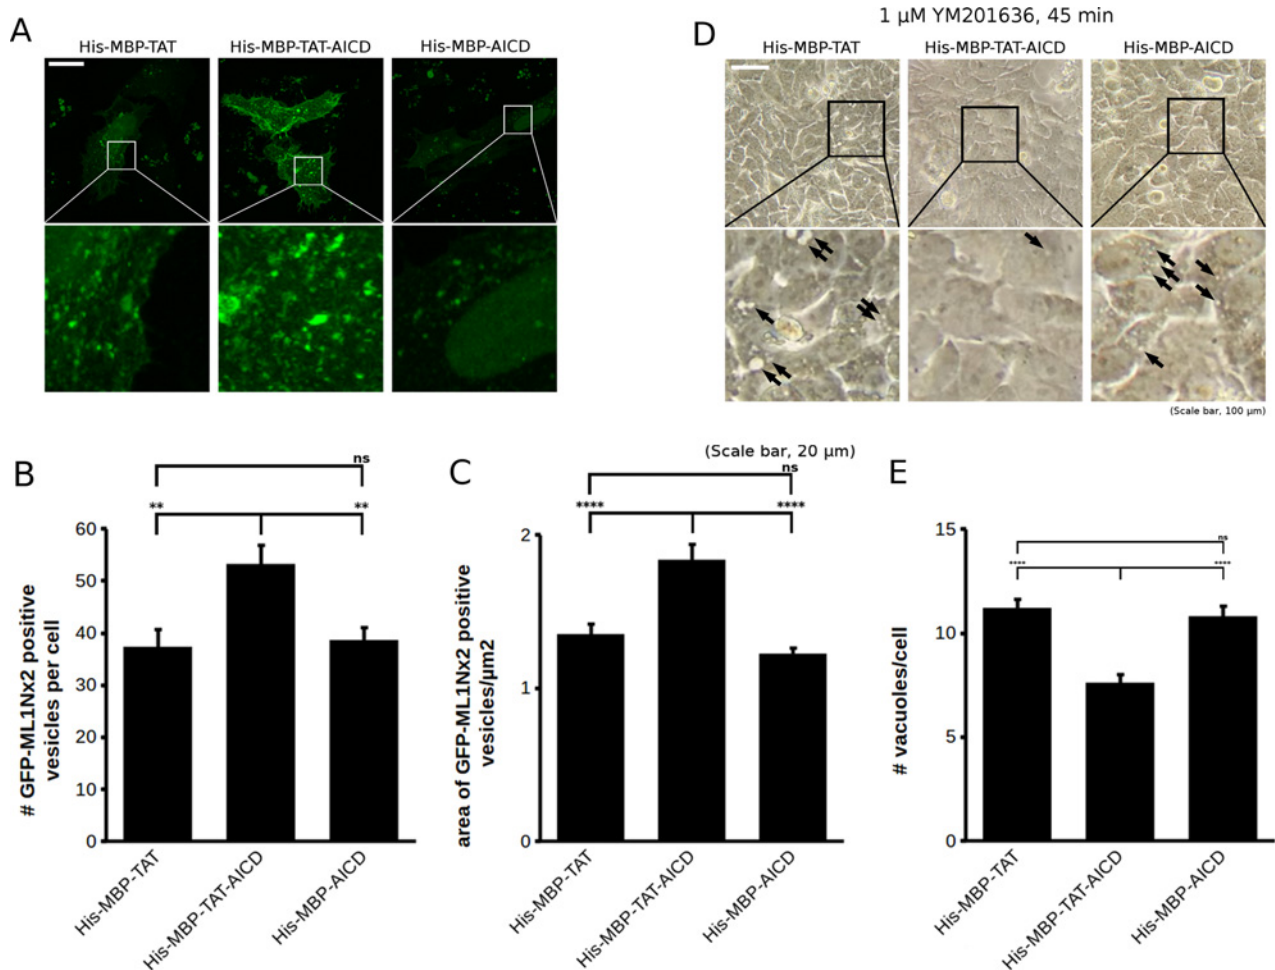 A
His-MBP-TAT
His-MBP-TAT-AICD
His-MBP-AICD
1 µM YM201636, 45 min
D
His-MBP-TAT
His-MBP-TAT-AICD
His-MBP-AICD
(Scale bar, 100 µm)
B
ns
**
**
60
50
40
30
20
10
0
# GFP-ML1Nx2 positive
vesicles per cell
His-MBP-TAT
His-MBP-TAT-AICD
His-MBP-AICD
C
(Scale bar, 20 µm)
ns
****
****
2
1
0
area of GFP-ML1Nx2 positive
vesicles/µm2
His-MBP-TAT
His-MBP-TAT-AICD
His-MBP-AICD
E
ns
****
****
15
10
5
0
# vacuoles/cell
His-MBP-TAT
His-MBP-TAT-AICD
His-MBP-AICD